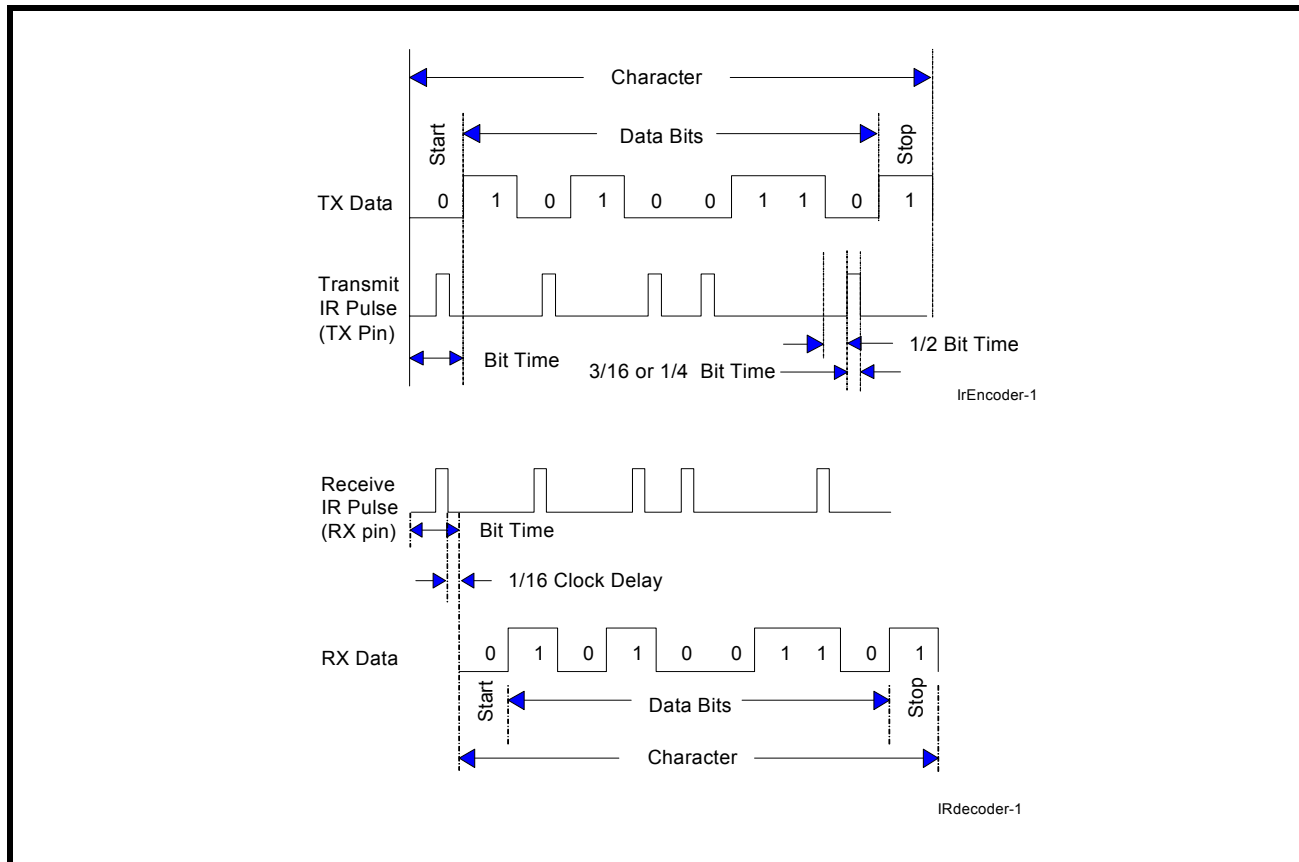 Character
Start
Data Bits
Stop
TX Data
0 1 0 1 0 0 1 1 0 1
Transmit
IR Pulse
(TX Pin)
Bit Time
1/2 Bit Time
3/16 or 1/4 Bit Time
IrEncoder-1
Receive
IR Pulse
(RX pin)
Bit Time
1/16 Clock Delay
RX Data
0 1 0 1 0 0 1 1 0 1
Start
Data Bits
Stop
Character
IRdecoder-1